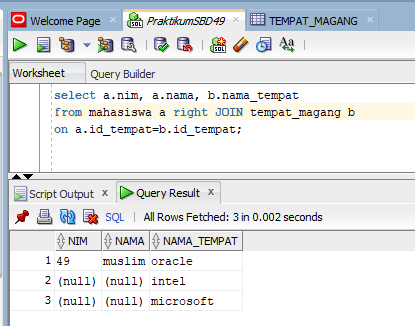 Welcome Page PraktikumSBD49 TEMPAT_MAGANG
SQL Aa
Worksheet Query Builder
select a.nim, a.nama, b.nama_tempat
from mahasiswa a right JOIN tempat_magang b
on a.id_tempat=b.id_tempat;
Script Output x Query Result x
SQL | All Rows Fetched: 3 in 0.002 seconds
NIM NAMA NAMA_TEMPAT
1 49 muslim oracle
2 (null) (null) intel
3 (null) (null) microsoft